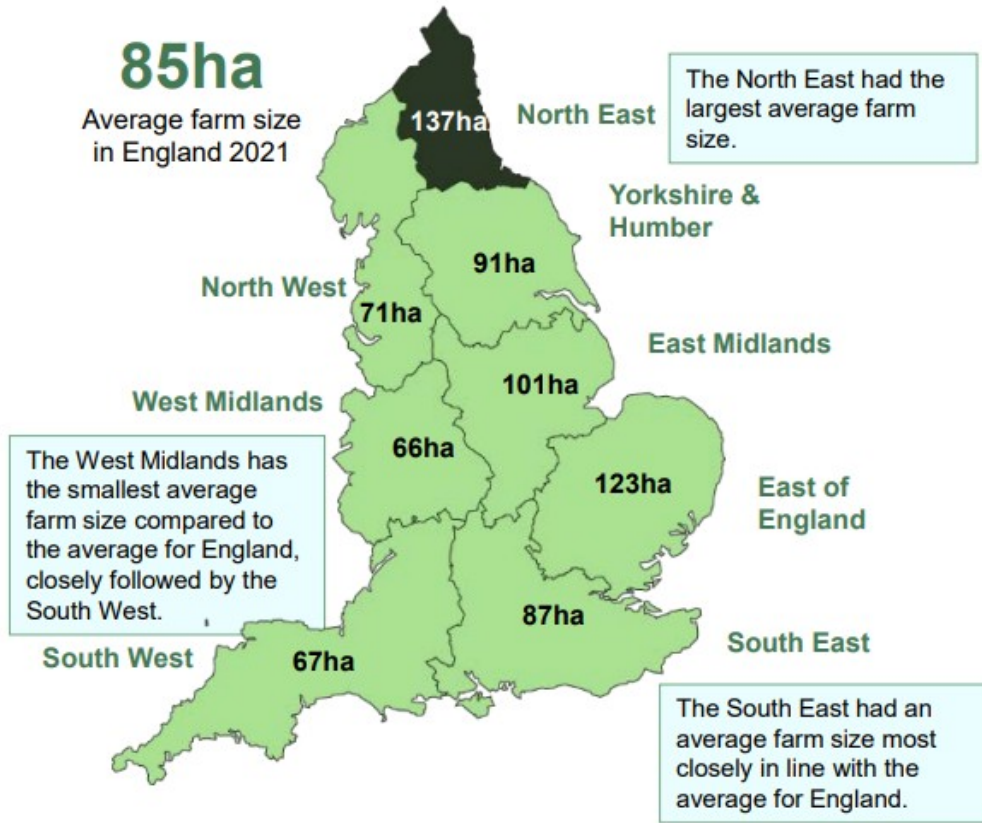 85ha
Average farm size
in England 2021
137ha
North East
The North East had the
largest average farm
size.
Yorkshire &
Humber
91ha
North West
71ha
East Midlands
101ha
West Midlands
66ha
The West Midlands has
the smallest average
farm size compared to
the average for England,
closely followed by the
South West.
123ha
East of
England
87ha
South East
South West
67ha
The South East had an
average farm size most
closely in line with the
average for England.